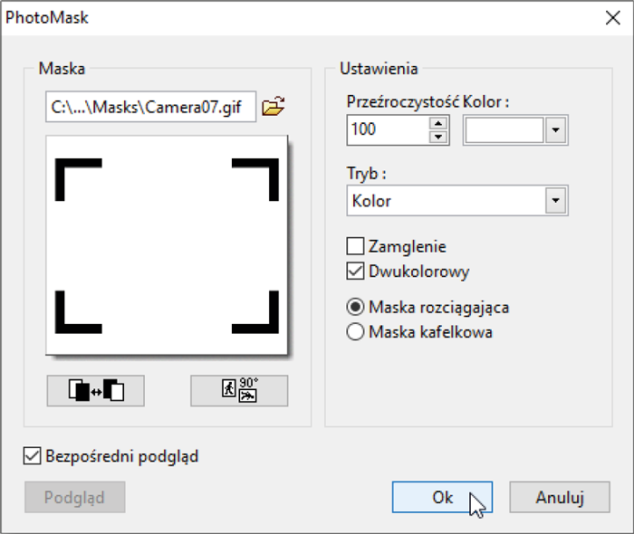 PhotoMask
Maska
C:\...\Masks\Camera07.gif
90°
Ustawienia
Przeźroczystość Kolor :
100
Tryb :
Kolor
Zamglenie
Dwukolorowy
Maska rozciągająca
Maska kafelkowa
Bezpośredni podgląd
Podgląd
Ok
Anuluj